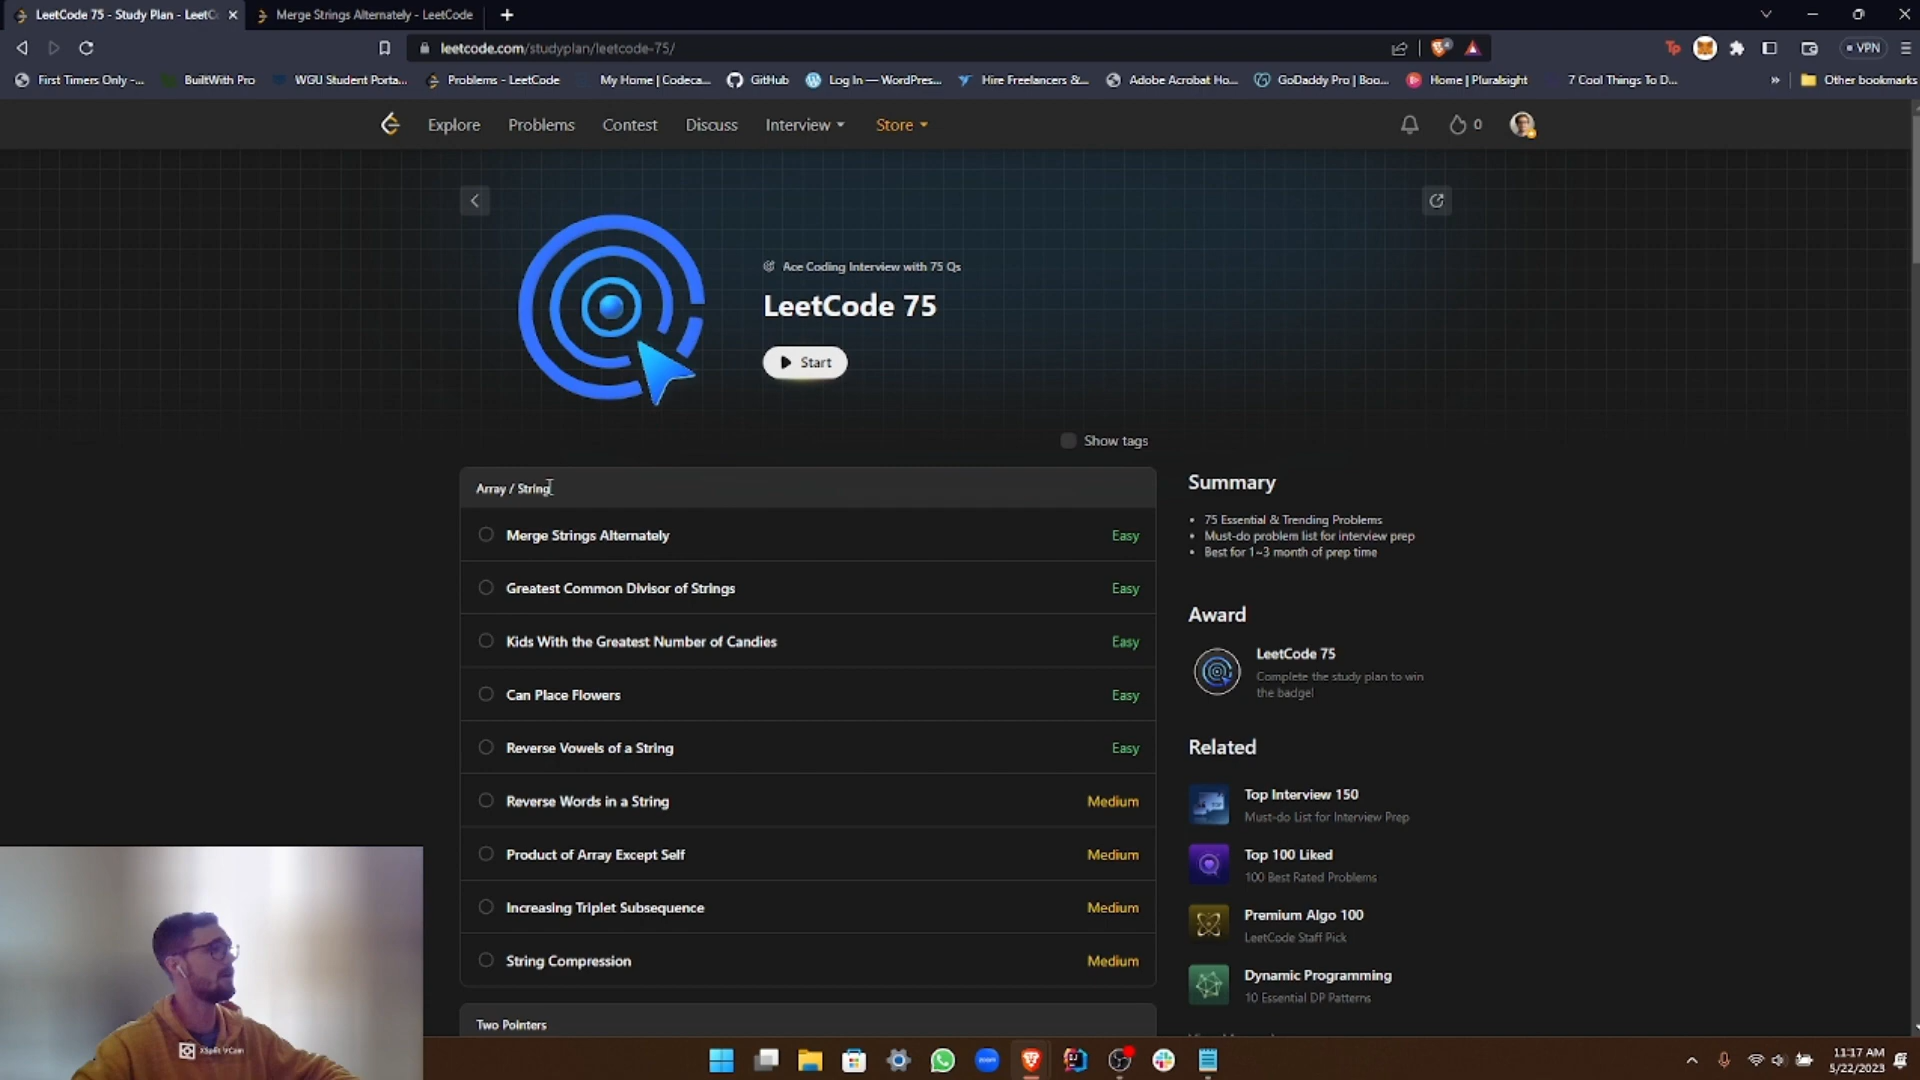 LeetCode 75 - Study Plan - LeetC
Merge Strings Alternately - LeetCode
leetcode.com/studyplan/leetcode-75/
VPN
First Timers Only -...
BuiltWith Pro
WGU Student Porta...
Problems - LeetCode
My Home | Codeca...
GitHub
Log In — WordPres...
Hire Freelancers &...
Adobe Acrobat Ho...
GoDaddy Pro | Boo...
Home | Pluralsight
7 Cool Things To D...
»
Other bookmarks
Explore
Problems
Contest
Discuss
Interview
Store
0
Ace Coding Interview with 75 Qs
LeetCode 75
Start
Show tags
Array / String
Merge Strings Alternately Easy
Greatest Common Divisor of Strings Easy
Kids With the Greatest Number of Candies Easy
Can Place Flowers Easy
Reverse Vowels of a String Easy
Reverse Words in a String Medium
Product of Array Except Self Medium
Increasing Triplet Subsequence Medium
String Compression Medium
Two Pointers
Summary
• 75 Essential & Trending Problems
• Must-do problem list for interview prep
• Best for 1~3 month of prep time
Award
LeetCode 75
Complete the study plan to win
the badge!
Related
Top Interview 150
Must-do List for Interview Prep
Top 100 Liked
100 Best Rated Problems
Premium Algo 100
LeetCode Staff Pick
Dynamic Programming
10 Essential DP Patterns
XSplit VCam
zoom
11:17 AM
5/22/2023